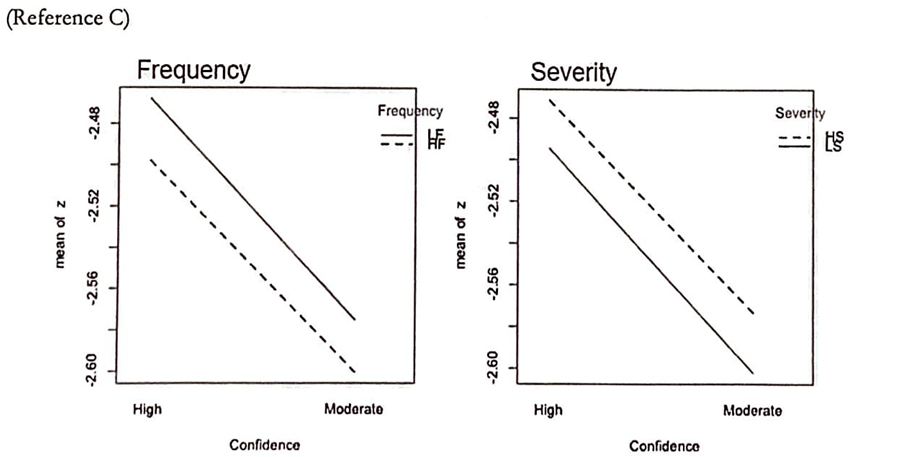 (Reference C)
Frequency
Frequency
LF
HF
-2.48
-2.52
-2.56
-2.60
mean of z
High Moderate
Confidence
Severity
Severity
HS
LS
-2.48
-2.52
-2.56
-2.60
mean of z
High Moderate
Confidence